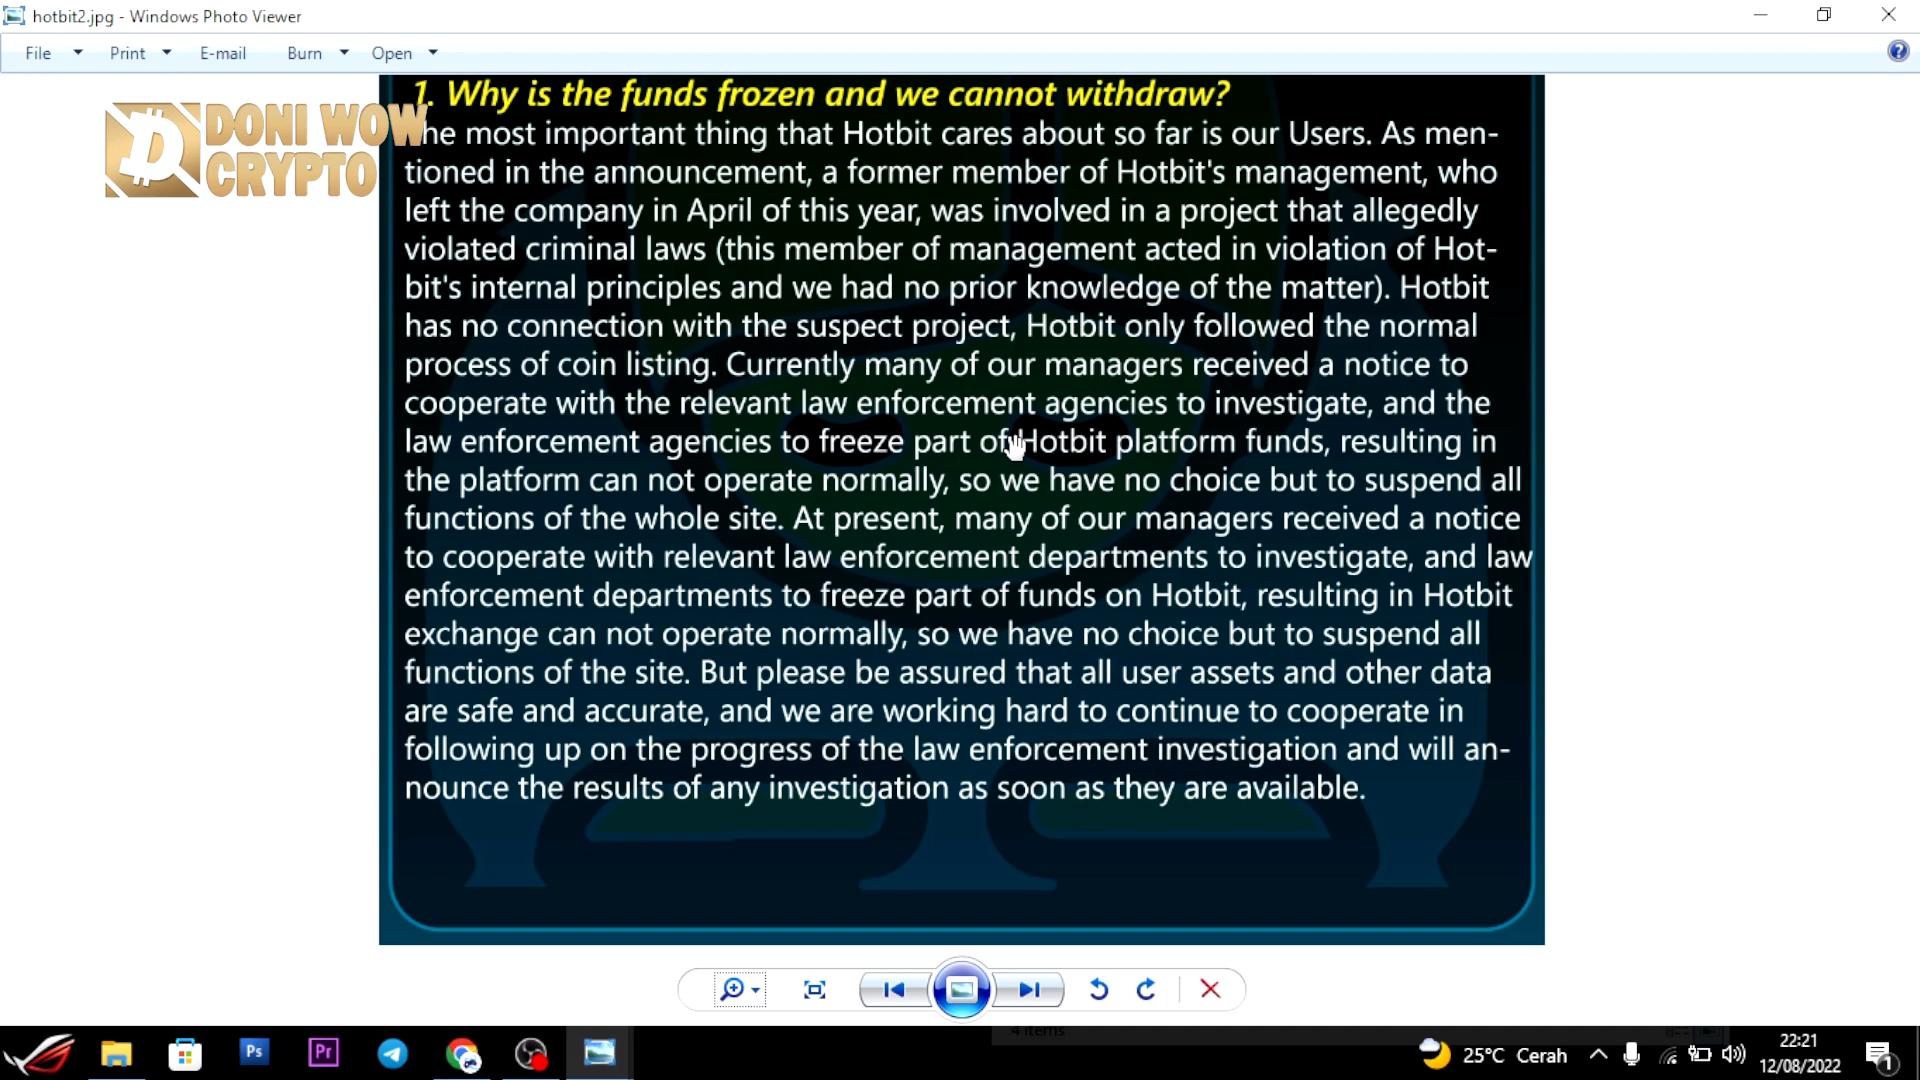 hotbit2.jpg - Windows Photo Viewer
File Print E-mail Burn Open
1. Why is the funds frozen and we cannot withdraw?
DONI WOW
CRYPTO
he most important thing that Hotbit cares about so far is our Users. As men-
tioned in the announcement, a former member of Hotbit's management, who
left the company in April of this year, was involved in a project that allegedly
violated criminal laws (this member of management acted in violation of Hot-
bit's internal principles and we had no prior knowledge of the matter). Hotbit
has no connection with the suspect project, Hotbit only followed the normal
process of coin listing. Currently many of our managers received a notice to
cooperate with the relevant law enforcement agencies to investigate, and the
law enforcement agencies to freeze part of Hotbit platform funds, resulting in
the platform can not operate normally, so we have no choice but to suspend all
functions of the whole site. At present, many of our managers received a notice
to cooperate with relevant law enforcement departments to investigate, and law
enforcement departments to freeze part of funds on Hotbit, resulting in Hotbit
exchange can not operate normally, so we have no choice but to suspend all
functions of the site. But please be assured that all user assets and other data
are safe and accurate, and we are working hard to continue to cooperate in
following up on the progress of the law enforcement investigation and will an-
nounce the results of any investigation as soon as they are available.
4 items
Ps Pr
25°C Cerah
22:21
12/08/2022
1